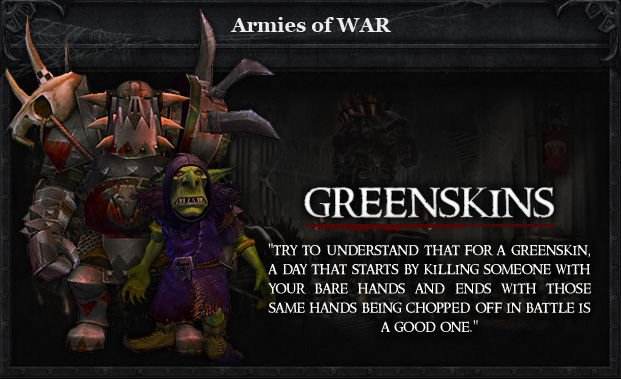 Armies of WAR
GREENSKINS
"TRY TO UNDERSTAND THAT FOR A GREENSKIN,
A DAY THAT STARTS BY KILLING SOMEONE WITH
YOUR BARE HANDS AND ENDS WITH THOSE
SAME HANDS BEING CHOPPED OFF IN BATTLE IS
A GOOD ONE."